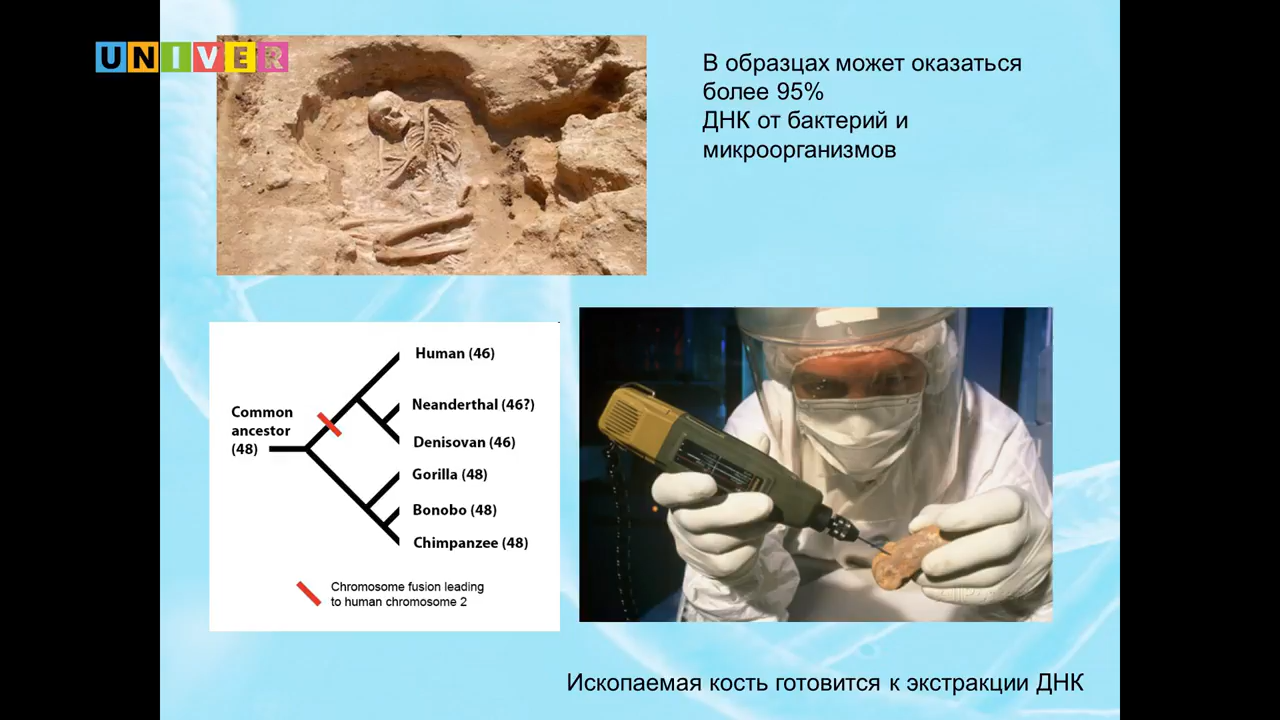 UNIVER
В образцах может оказаться
более 95%
ДНК от бактерий и
микроорганизмов
Human (46)
Neanderthal (46?)
Common
ancestor
(48)
Denisovan (46)
Gorilla (48)
Bonobo (48)
Chimpanzee (48)
Chromosome fusion leading
to human chromosome 2
Ископаемая кость готовится к экстракции ДНК